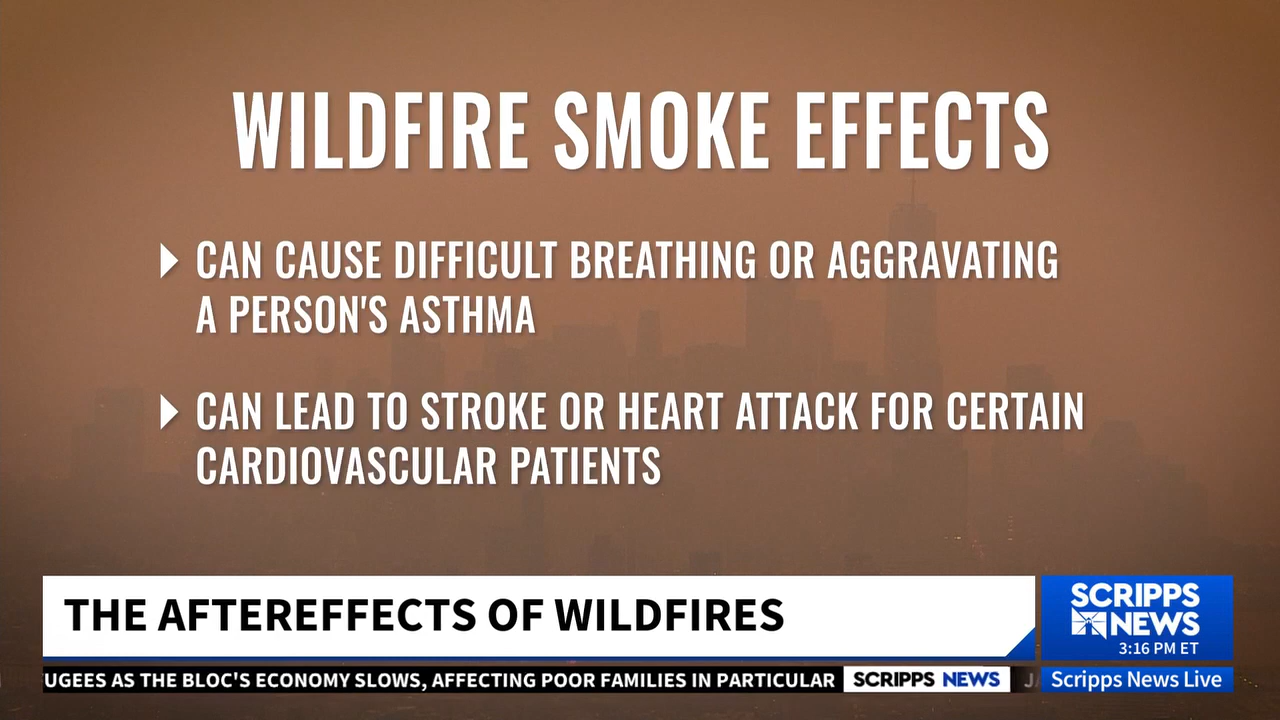 WILDFIRE SMOKE EFFECTS
CAN CAUSE DIFFICULT BREATHING OR AGGRAVATING
A PERSON'S ASTHMA
CAN LEAD TO STROKE OR HEART ATTACK FOR CERTAIN
CARDIOVASCULAR PATIENTS
THE AFTEREFFECTS OF WILDFIRES
SCRIPPS
NEWS
3:16 PM ET
AS THE BLOC'S ECONOMY SLOWS, AFFECTING POOR FAMILIES IN PARTICULAR SCRIPPS NEWS
Scripps News Live